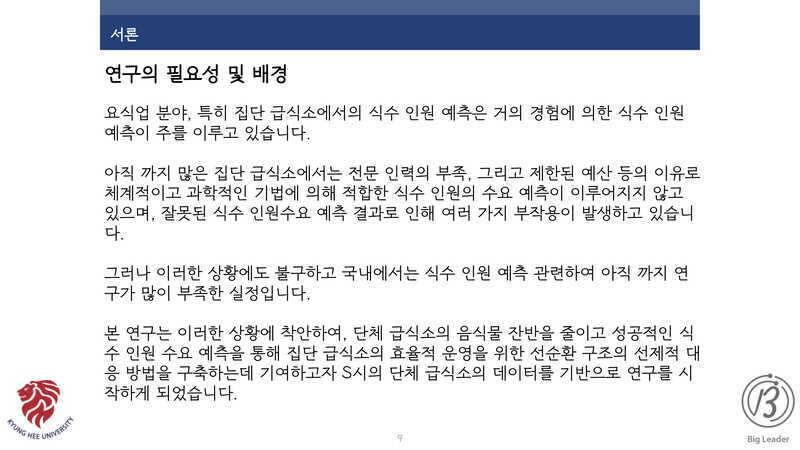 서론
연구의 필요성 및 배경
요식업 분야, 특히 집단 급식소에서의 식수 인원 예측은 거의 경험에 의한 식수 인원
예측이 주를 이루고 있습니다.
아직 까지 많은 집단 급식소에서는 전문 인력의 부족, 그리고 제한된 예산 등의 이유로
체계적이고 과학적인 기법에 의해 적합한 식수 인원의 수요 예측이 이루어지지 않고
있으며, 잘못된 식수 인원수요 예측 결과로 인해 여러 가지 부작용이 발생하고 있습니
다.
그러나 이러한 상황에도 불구하고 국내에서는 식수 인원 예측 관련하여 아직 까지 연
구가 많이 부족한 실정입니다.
본 연구는 이러한 상황에 착안하여, 단체 급식소의 음식물 잔반을 줄이고 성공적인 식
수 인원 수요 예측을 통해 집단 급식소의 효율적 운영을 위한 선순환 구조의 선제적 대
응 방법을 구축하는데 기여하고자 S시의 단체 급식소의 데이터를 기반으로 연구를 시
작하게 되었습니다.
KYUNG HEE UNIVERSITY
9
Big Leader